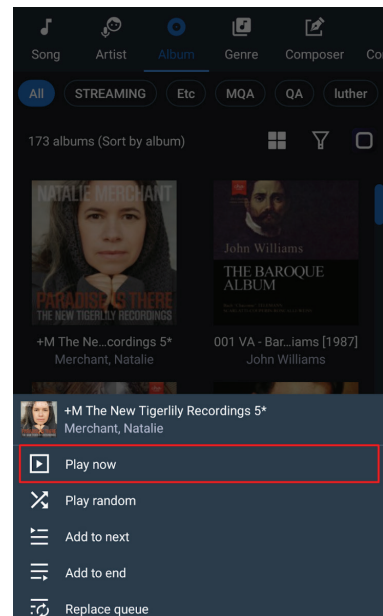 Song Artist Album Genre Composer Co
All STREAMING Etc MQA QA luther
173 albums (Sort by album)
NATALIE MERCHANT
PARADISE IS THERE
THE NEW TIGERLILY RECORDINGS
John Williams
THE BAROQUE
ALBUM
+M The Ne...cordings 5*
Merchant, Natalie
001 VA - Bar...iams [1987]
John Williams
+M The New Tigerlily Recordings 5*
Merchant, Natalie
Play now
Play random
Add to next
Add to end
Replace queue